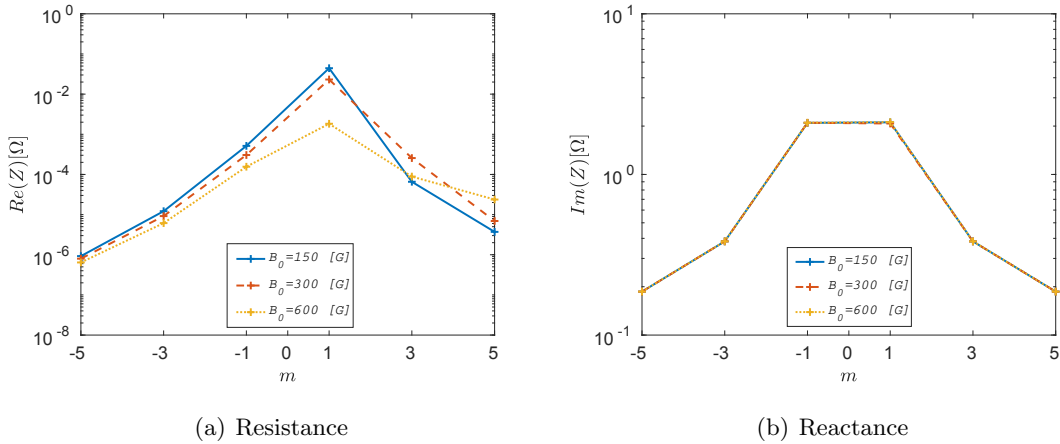 10^0
10^-2
10^-4
10^-6
10^-8
Re(Z)[Ω]
B_0=150 [G]
B_0=300 [G]
B_0=600 [G]
-5 -3 -1 0 1 3 5
m
(a) Resistance
10^1
10^0
10^-1
Im(Z)[Ω]
B_0=150 [G]
B_0=300 [G]
B_0=600 [G]
-5 -3 -1 0 1 3 5
m
(b) Reactance